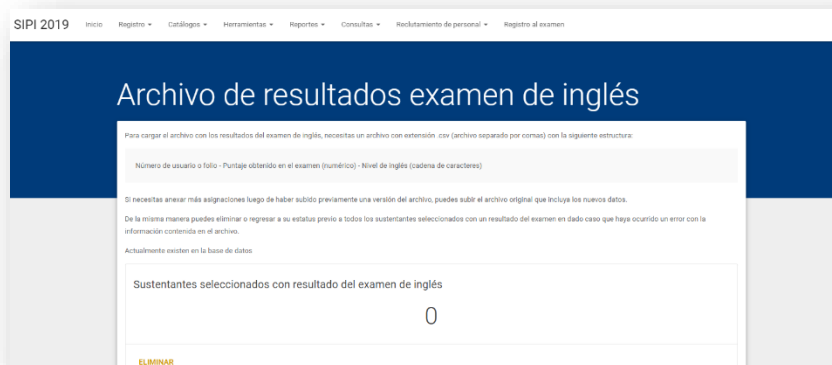 SIPI 2019 Inicio Registro Catálogos Herramientas Reportes Consultas Reclutamiento de personal Registro al examen
Archivo de resultados examen de inglés
Para cargar el archivo con los resultados del examen de inglés, necesitas un archivo con extensión .csv (archivo separado por comas) con la siguiente estructura:
Número de usuario o folio - Puntaje obtenido en el examen (numérico) - Nivel de inglés (cadena de caracteres)
Si necesitas anexar más asignaciones luego de haber subido previamente una versión del archivo, puedes subir el archivo original que incluya los nuevos datos.
De la misma manera puedes eliminar o regresar a su estatus previo a todos los sustentantes seleccionados con un resultado del examen en dado caso que haya ocurrido un error con la
información contenida en el archivo.
Actualmente existen en la base de datos
Sustentantes seleccionados con resultado del examen de inglés
0
ELIMINAR